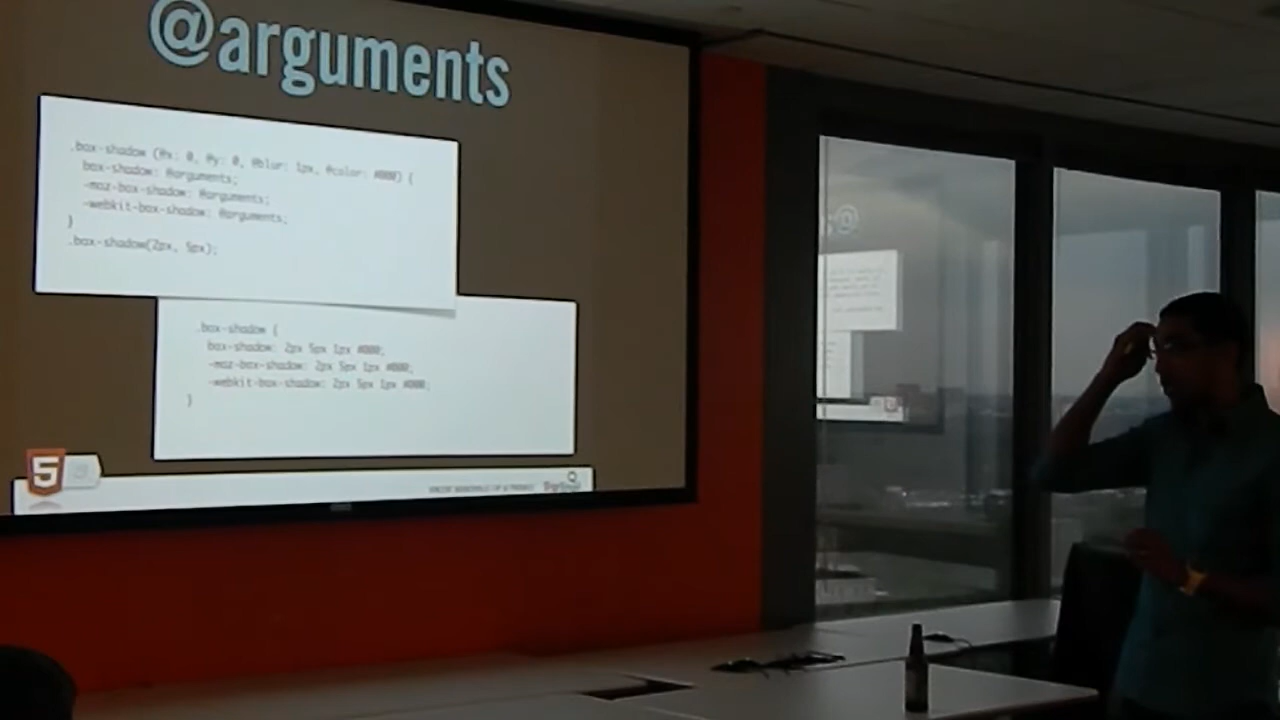 @arguments
.box-shadow (@x: 0, @y: 0, @blur: 1px, @color: #000) {
box-shadow: @arguments;
-moz-box-shadow: @arguments;
-webkit-box-shadow: @arguments;
}
.box-shadow(2px, 5px);
.box-shadow {
box-shadow: 2px 5px 1px #000;
-moz-box-shadow: 2px 5px 1px #000;
-webkit-box-shadow: 2px 5px 1px #000;
}
5